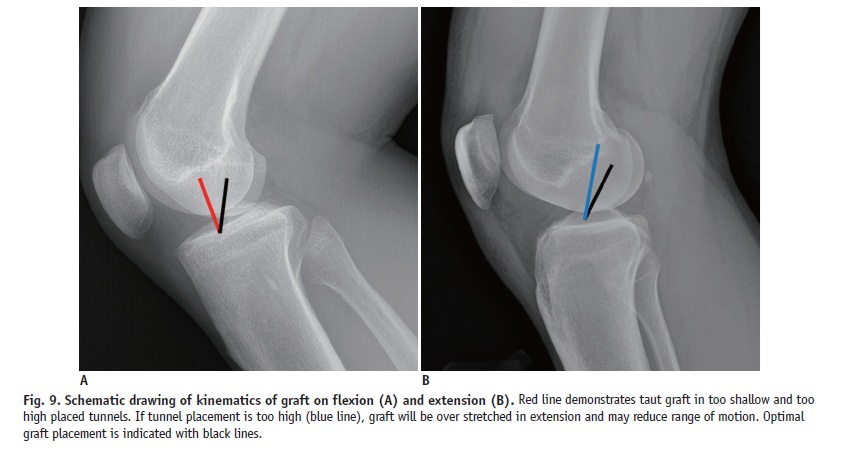 A
B
Fig. 9. Schematic drawing of kinematics of graft on flexion (A) and extension (B). Red line demonstrates taut graft in too shallow and too
high placed tunnels. If tunnel placement is too high (blue line), graft will be over stretched in extension and may reduce range of motion. Optimal
graft placement is indicated with black lines.